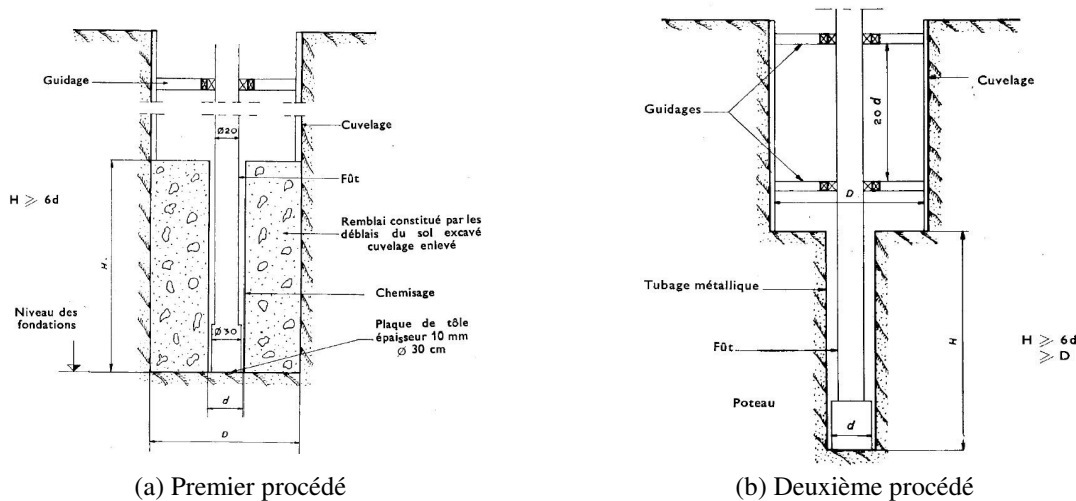 Guidage
Ø20
Cuvelage
Fût
H ⩾ 6d
H
Remblai constitué par les
déblais du sol excavé
cuvelage enlevé
Chemisage
Niveau des
fondations
Ø30
Plaque de tôle
épaisseur 10 mm
Ø 30 cm
d
D
(a) Premier procédé
Cuvelage
Guidages
20d
D
Tubage métallique
Fût
H
H ⩾ 6d
⩾ D
Poteau
d
(b) Deuxième procédé